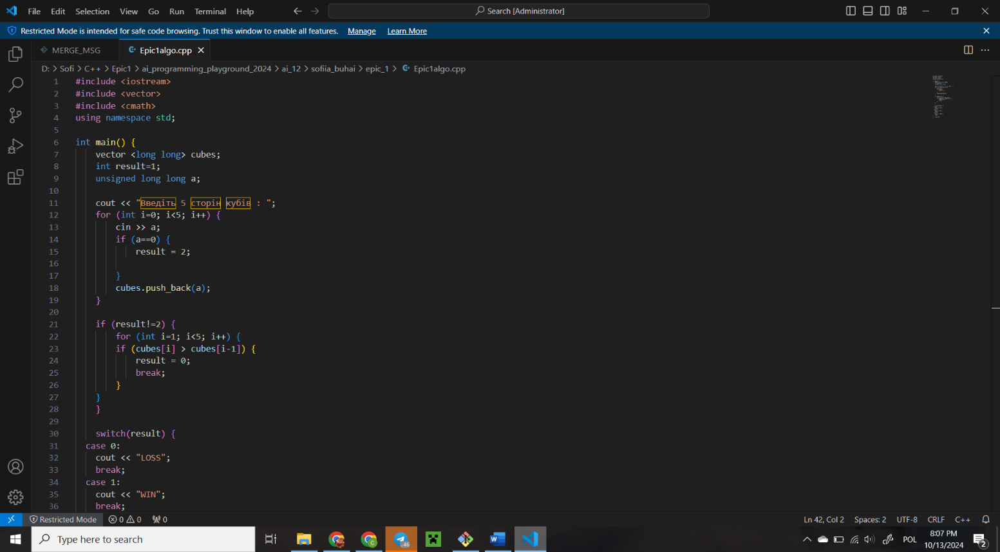 File Edit Selection View Go Run Terminal Help Search [Administrator]
Restricted Mode is intended for safe code browsing. Trust this window to enable all features. Manage Learn More
MERGE_MSG Epic1algo.cpp
D: > Sofi > C++ > Epic1 > ai_programming_playground_2024 > ai_12 > sofiia_buhai > epic_1 > Epic1algo.cpp
1 #include <iostream>
2 #include <vector>
3 #include <cmath>
4 using namespace std;
5
6 int main() {
7 vector <long long> cubes;
8 int result=1;
9 unsigned long long a;
10
11 cout << "Введіть 5 сторін кубів : ";
12 for (int i=0; i<5; i++) {
13 cin >> a;
14 if (a==0) {
15 result = 2;
16
17 }
18 cubes.push_back(a);
19 }
20
21 if (result!=2) {
22 for (int i=1; i<5; i++) {
23 if (cubes[i] > cubes[i-1]) {
24 result = 0;
25 break;
26 }
27 }
28 }
29
30 switch(result) {
31 case 0:
32 cout << "LOSS";
33 break;
34 case 1:
35 cout << "WIN";
36 break;
Restricted Mode 0 0 0 Ln 42, Col 2 Spaces: 2 UTF-8 CRLF C++
Type here to search .46 POL 8:07 PM
10/13/2024 2